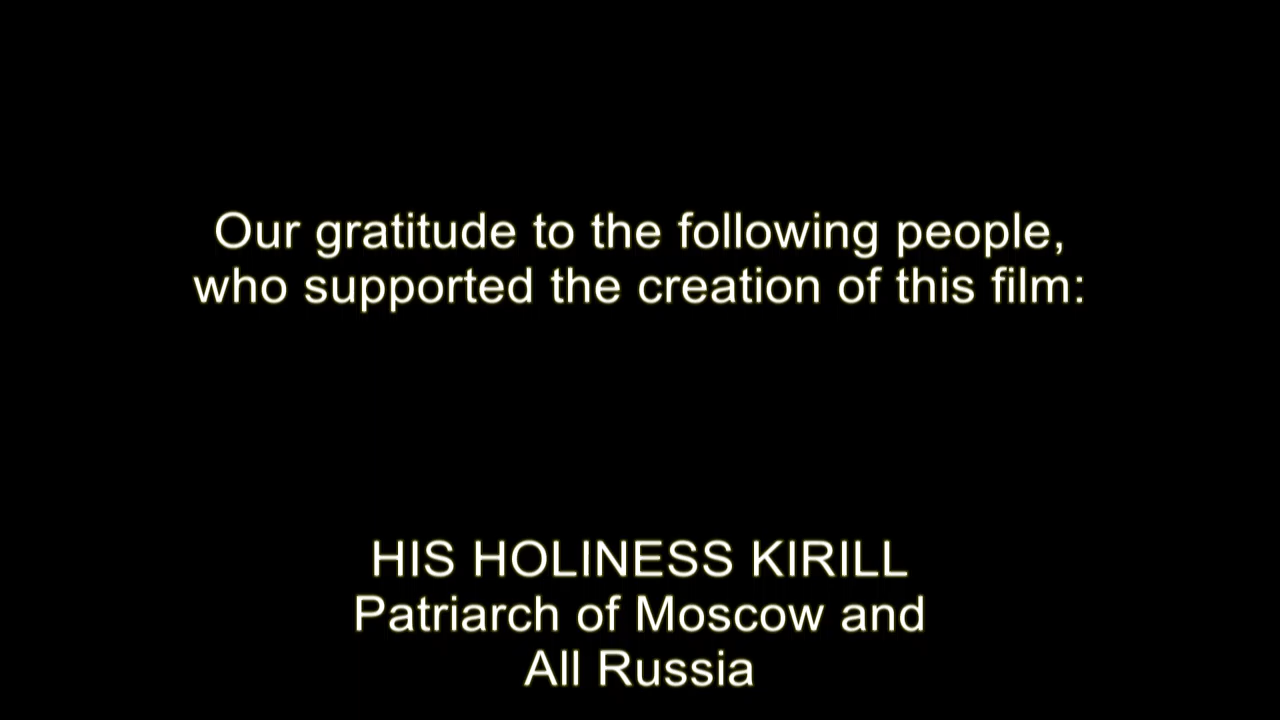 Our gratitude to the following people,
who supported the creation of this film:
HIS HOLINESS KIRILL
Patriarch of Moscow and
All Russia